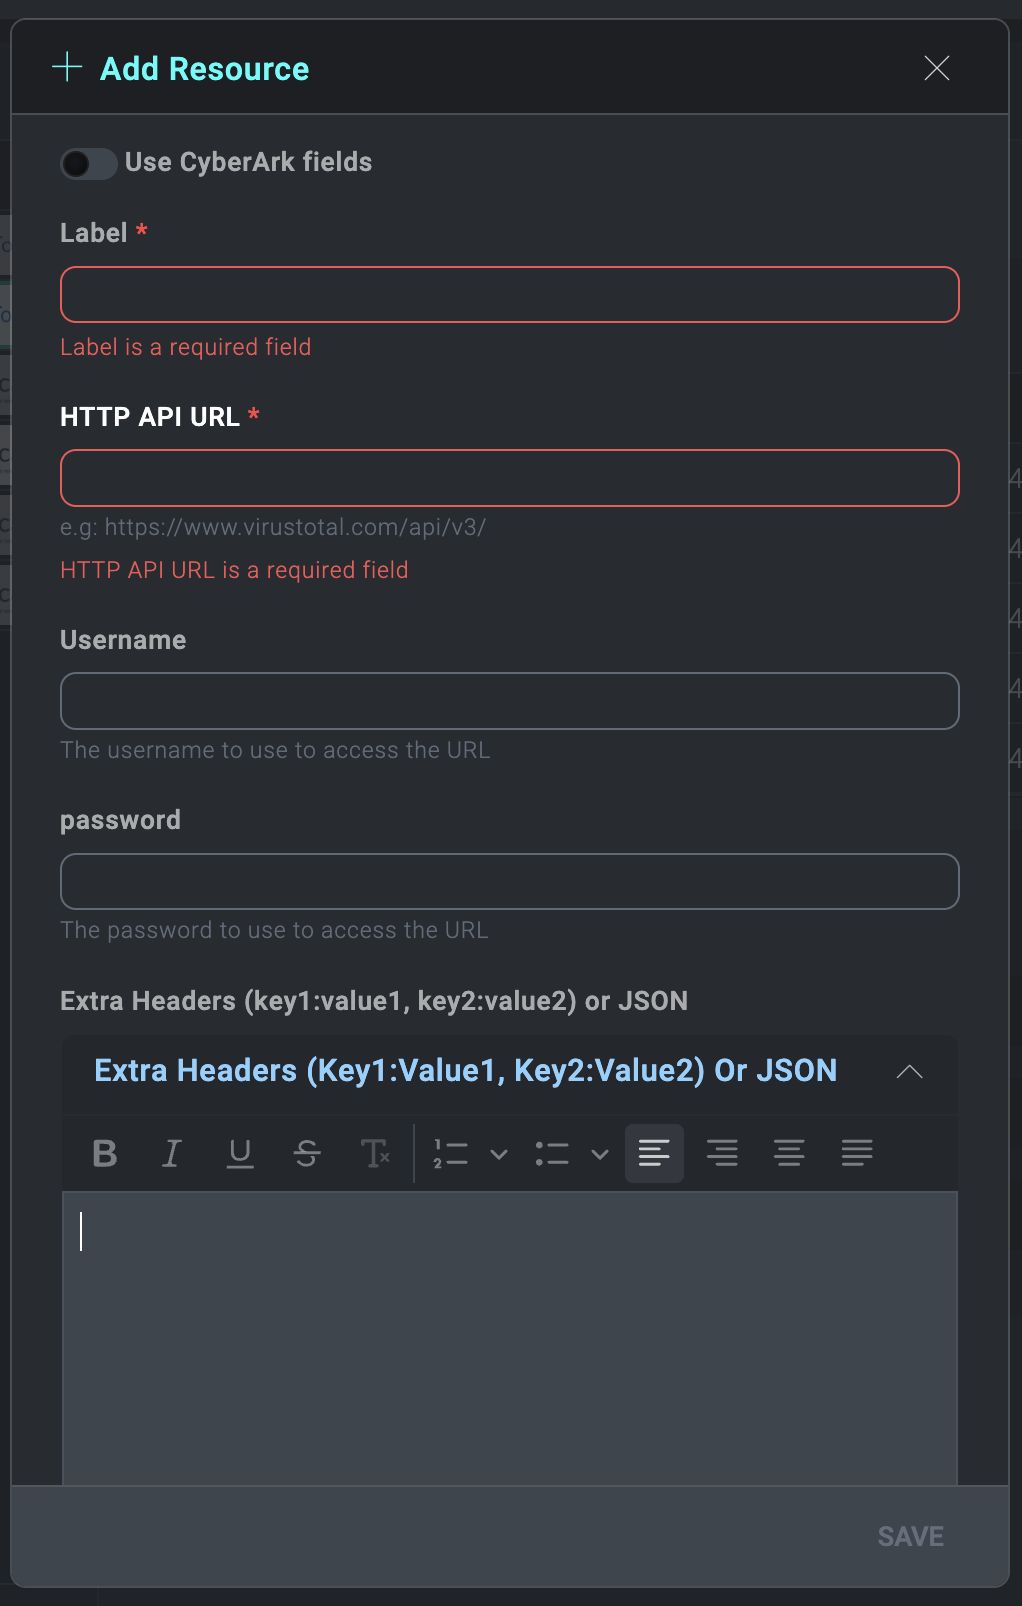 Add Resource
Use CyberArk fields
Label *
Label is a required field
HTTP API URL *
e.g: https://www.virustotal.com/api/v3/
HTTP API URL is a required field
Username
The username to use to access the URL
password
The password to use to access the URL
Extra Headers (key1:value1, key2:value2) or JSON
Extra Headers (Key1:Value1, Key2:Value2) Or JSON
SAVE